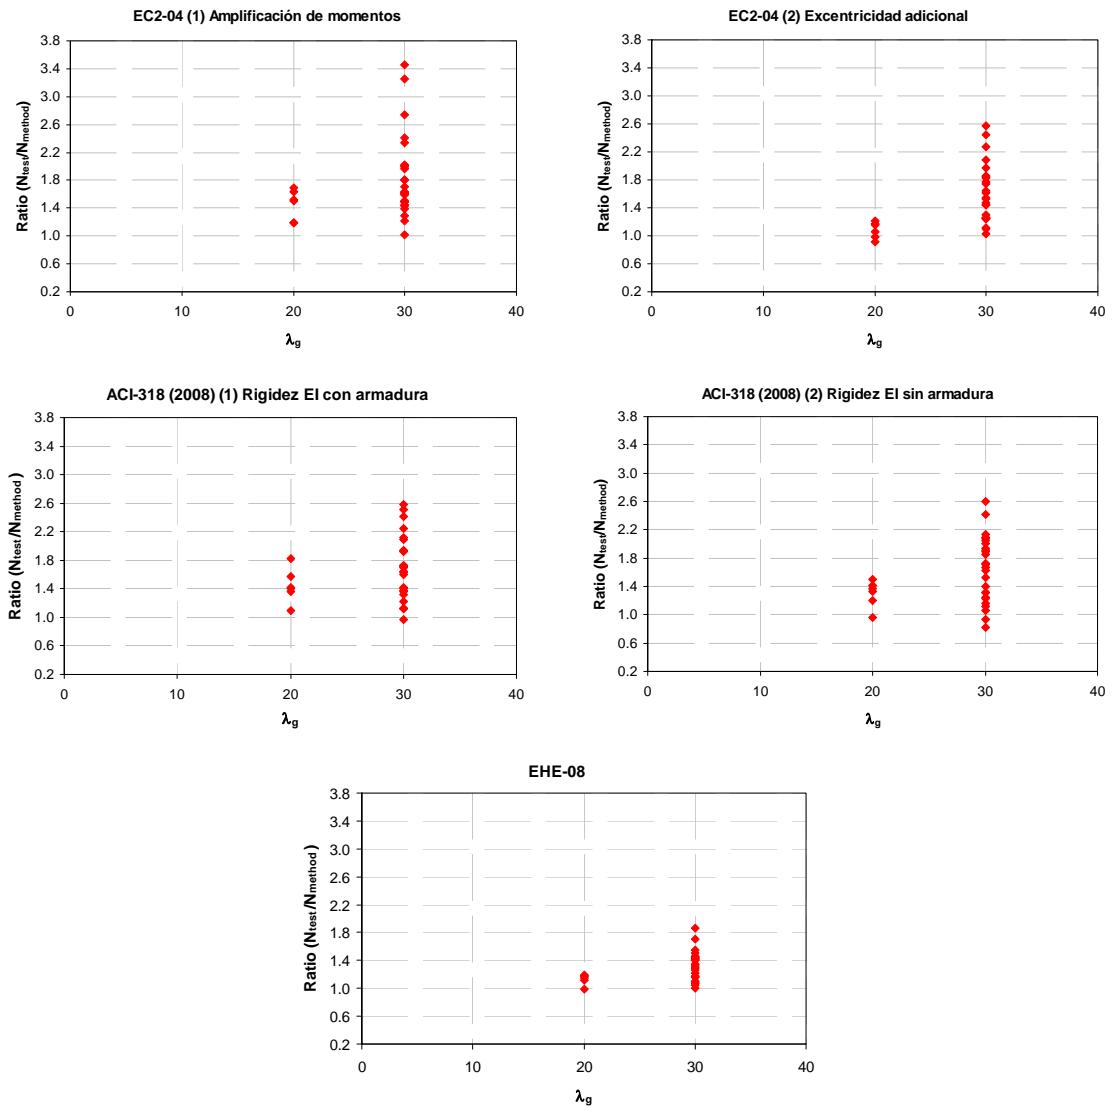 EC2-04 (1) Amplificación de momentos
Ratio (Ntest/Nmethod)
3.8
3.4
3.0
2.6
2.2
1.8
1.4
1.0
0.6
0.2
0 10 20 30 40
λg
EC2-04 (2) Excentricidad adicional
Ratio (Ntest/Nmethod)
3.8
3.4
3.0
2.6
2.2
1.8
1.4
1.0
0.6
0.2
0 10 20 30 40
λg
ACI-318 (2008) (1) Rigidez EI con armadura
Ratio (Ntest/Nmethod)
3.8
3.4
3.0
2.6
2.2
1.8
1.4
1.0
0.6
0.2
0 10 20 30 40
λg
ACI-318 (2008) (2) Rigidez EI sin armadura
Ratio (Ntest/Nmethod)
3.8
3.4
3.0
2.6
2.2
1.8
1.4
1.0
0.6
0.2
0 10 20 30 40
λg
EHE-08
Ratio (Ntest/Nmethod)
3.8
3.4
3.0
2.6
2.2
1.8
1.4
1.0
0.6
0.2
0 10 20 30 40
λg